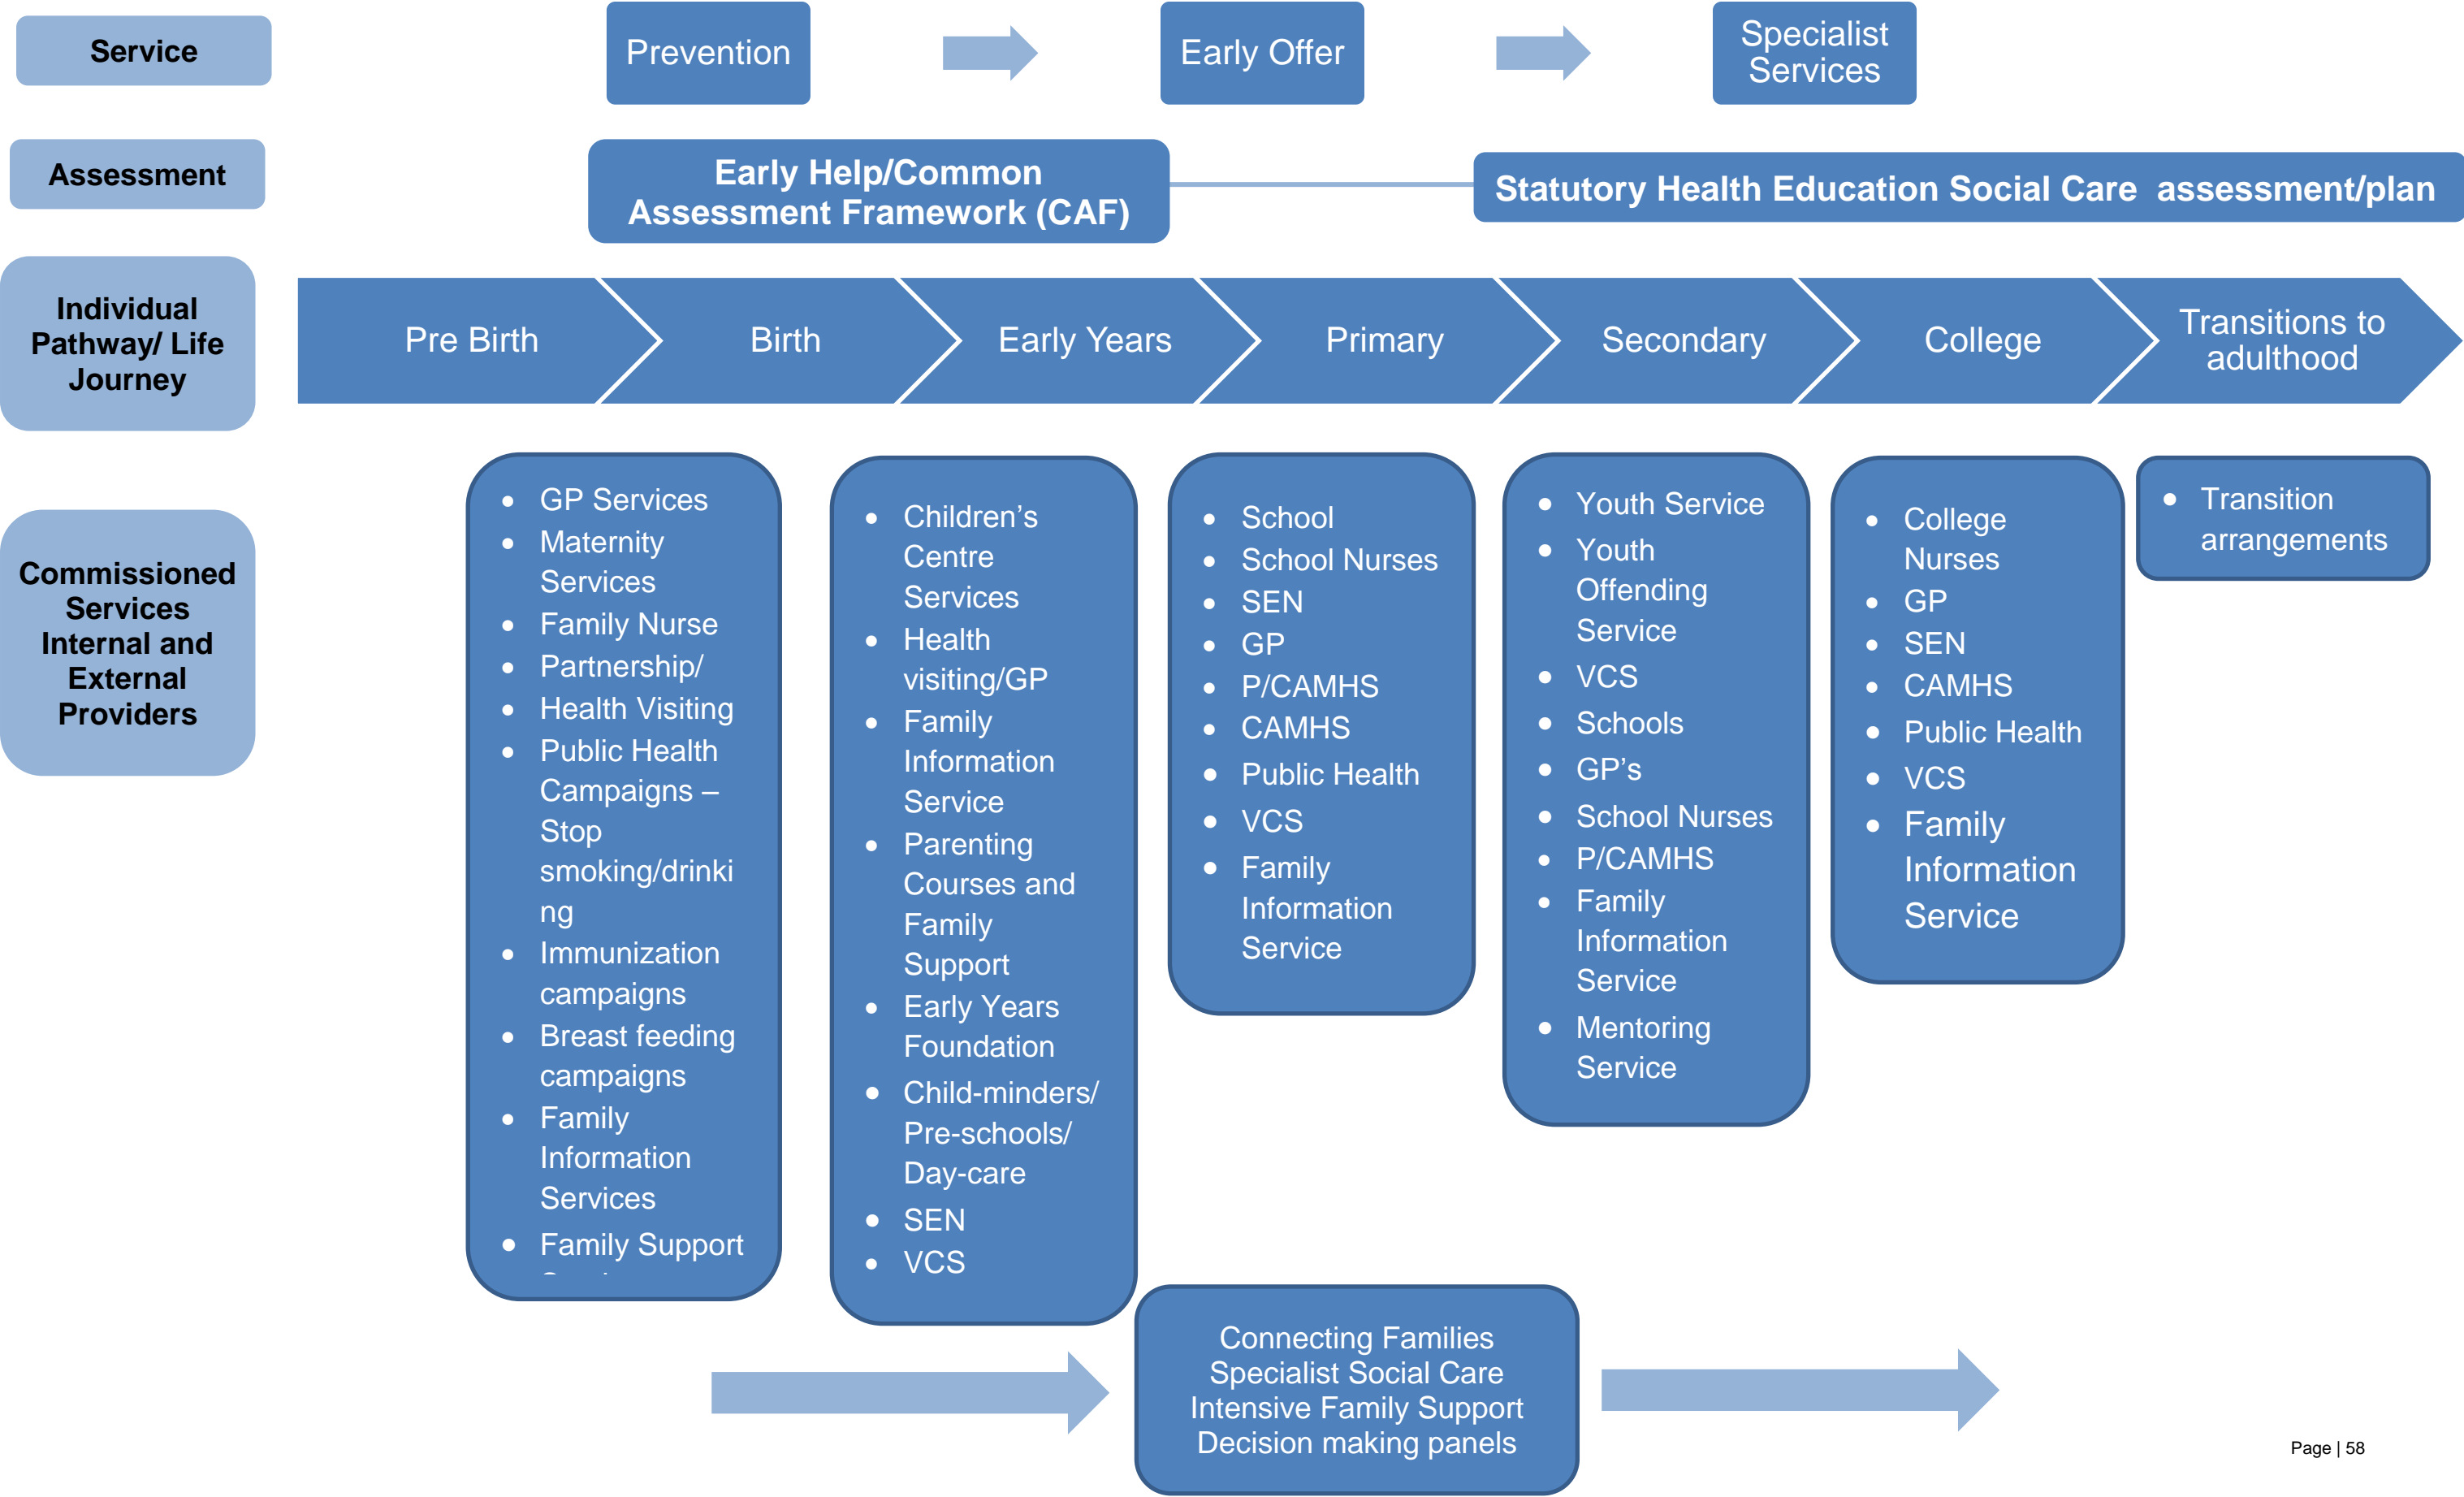 Service
Prevention
Early Offer
Specialist
Services
Assessment
Early Help/Common
Assessment Framework (CAF)
Statutory Health Education Social Care  assessment/plan
Individual
Pathway/ Life
Journey
Pre Birth
Birth
Early Years
Primary
Secondary
College
Transitions to
adulthood
Commissioned
Services
Internal and
External
Providers
• GP Services
• Maternity
Services
• Family Nurse
• Partnership/
• Health Visiting
• Public Health
Campaigns –
Stop
smoking/drinki
ng
• Immunization
campaigns
• Breast feeding
campaigns
• Family
Information
Services
• Family Support
• Children’s
Centre
Services
• Health
visiting/GP
• Family
Information
Service
• Parenting
Courses and
Family
Support
• Early Years
Foundation
• Child-minders/
Pre-schools/
Day-care
• SEN
• VCS
• School
• School Nurses
• SEN
• GP
• P/CAMHS
• CAMHS
• Public Health
• VCS
• Family
Information
Service
• Youth Service
• Youth
Offending
Service
• VCS
• Schools
• GP’s
• School Nurses
• P/CAMHS
• Family
Information
Service
• Mentoring
Service
• College
Nurses
• GP
• SEN
• CAMHS
• Public Health
• VCS
• Family
Information
Service
• Transition
arrangements
Connecting Families
Specialist Social Care
Intensive Family Support
Decision making panels
Page | 58